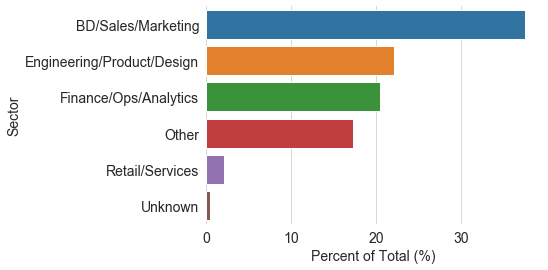 Sector
BD/Sales/Marketing
Engineering/Product/Design
Finance/Ops/Analytics
Other
Retail/Services
Unknown
0 10 20 30
Percent of Total (%)